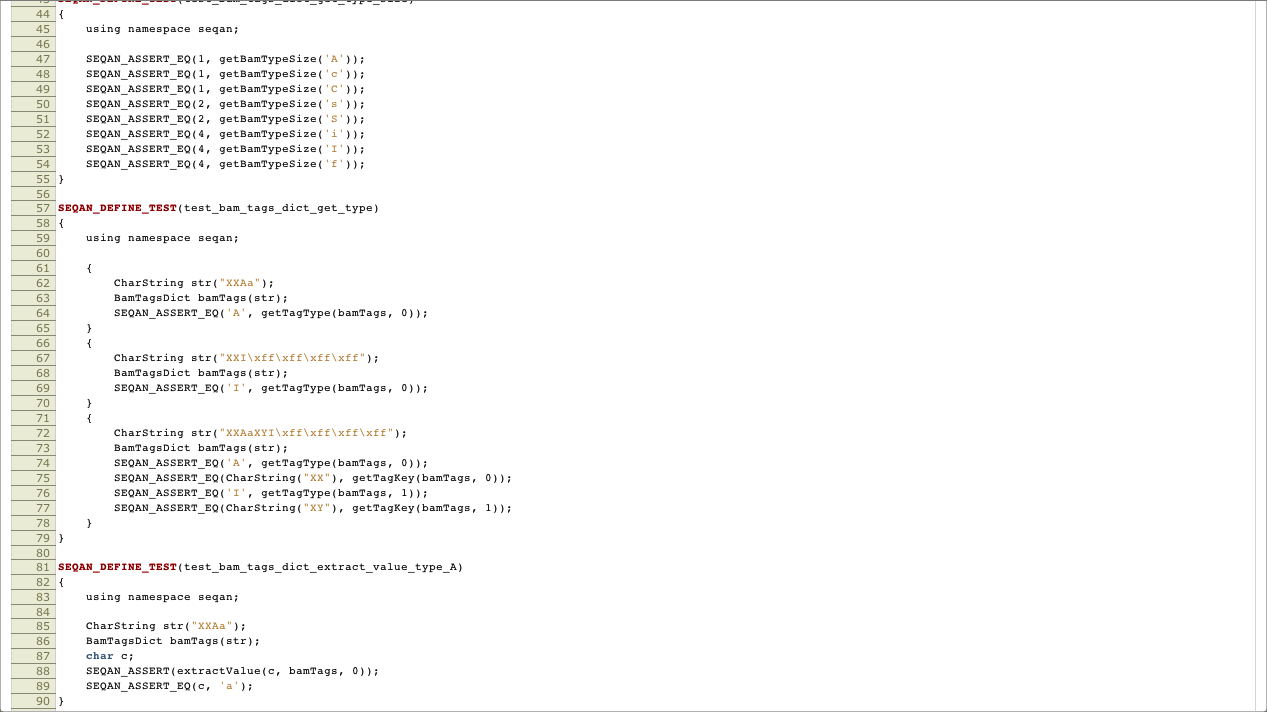 44 {
45     using namespace seqan;
46
47     SEQAN_ASSERT_EQ(1, getBamTypeSize('A'));
48     SEQAN_ASSERT_EQ(1, getBamTypeSize('c'));
49     SEQAN_ASSERT_EQ(1, getBamTypeSize('C'));
50     SEQAN_ASSERT_EQ(2, getBamTypeSize('s'));
51     SEQAN_ASSERT_EQ(2, getBamTypeSize('S'));
52     SEQAN_ASSERT_EQ(4, getBamTypeSize('i'));
53     SEQAN_ASSERT_EQ(4, getBamTypeSize('I'));
54     SEQAN_ASSERT_EQ(4, getBamTypeSize('f'));
55 }
56
57 SEQAN_DEFINE_TEST(test_bam_tags_dict_get_type)
58 {
59     using namespace seqan;
60
61     {
62         CharString str("XXAa");
63         BamTagsDict bamTags(str);
64         SEQAN_ASSERT_EQ('A', getTagType(bamTags, 0));
65     }
66     {
67         CharString str("XXI\xff\xff\xff\xff");
68         BamTagsDict bamTags(str);
69         SEQAN_ASSERT_EQ('I', getTagType(bamTags, 0));
70     }
71     {
72         CharString str("XXAaXYI\xff\xff\xff\xff");
73         BamTagsDict bamTags(str);
74         SEQAN_ASSERT_EQ('A', getTagType(bamTags, 0));
75         SEQAN_ASSERT_EQ(CharString("XX"), getTagKey(bamTags, 0));
76         SEQAN_ASSERT_EQ('I', getTagType(bamTags, 1));
77         SEQAN_ASSERT_EQ(CharString("XY"), getTagKey(bamTags, 1));
78     }
79 }
80
81 SEQAN_DEFINE_TEST(test_bam_tags_dict_extract_value_type_A)
82 {
83     using namespace seqan;
84
85     CharString str("XXAa");
86     BamTagsDict bamTags(str);
87     char c;
88     SEQAN_ASSERT(extractValue(c, bamTags, 0));
89     SEQAN_ASSERT_EQ(c, 'a');
90 }